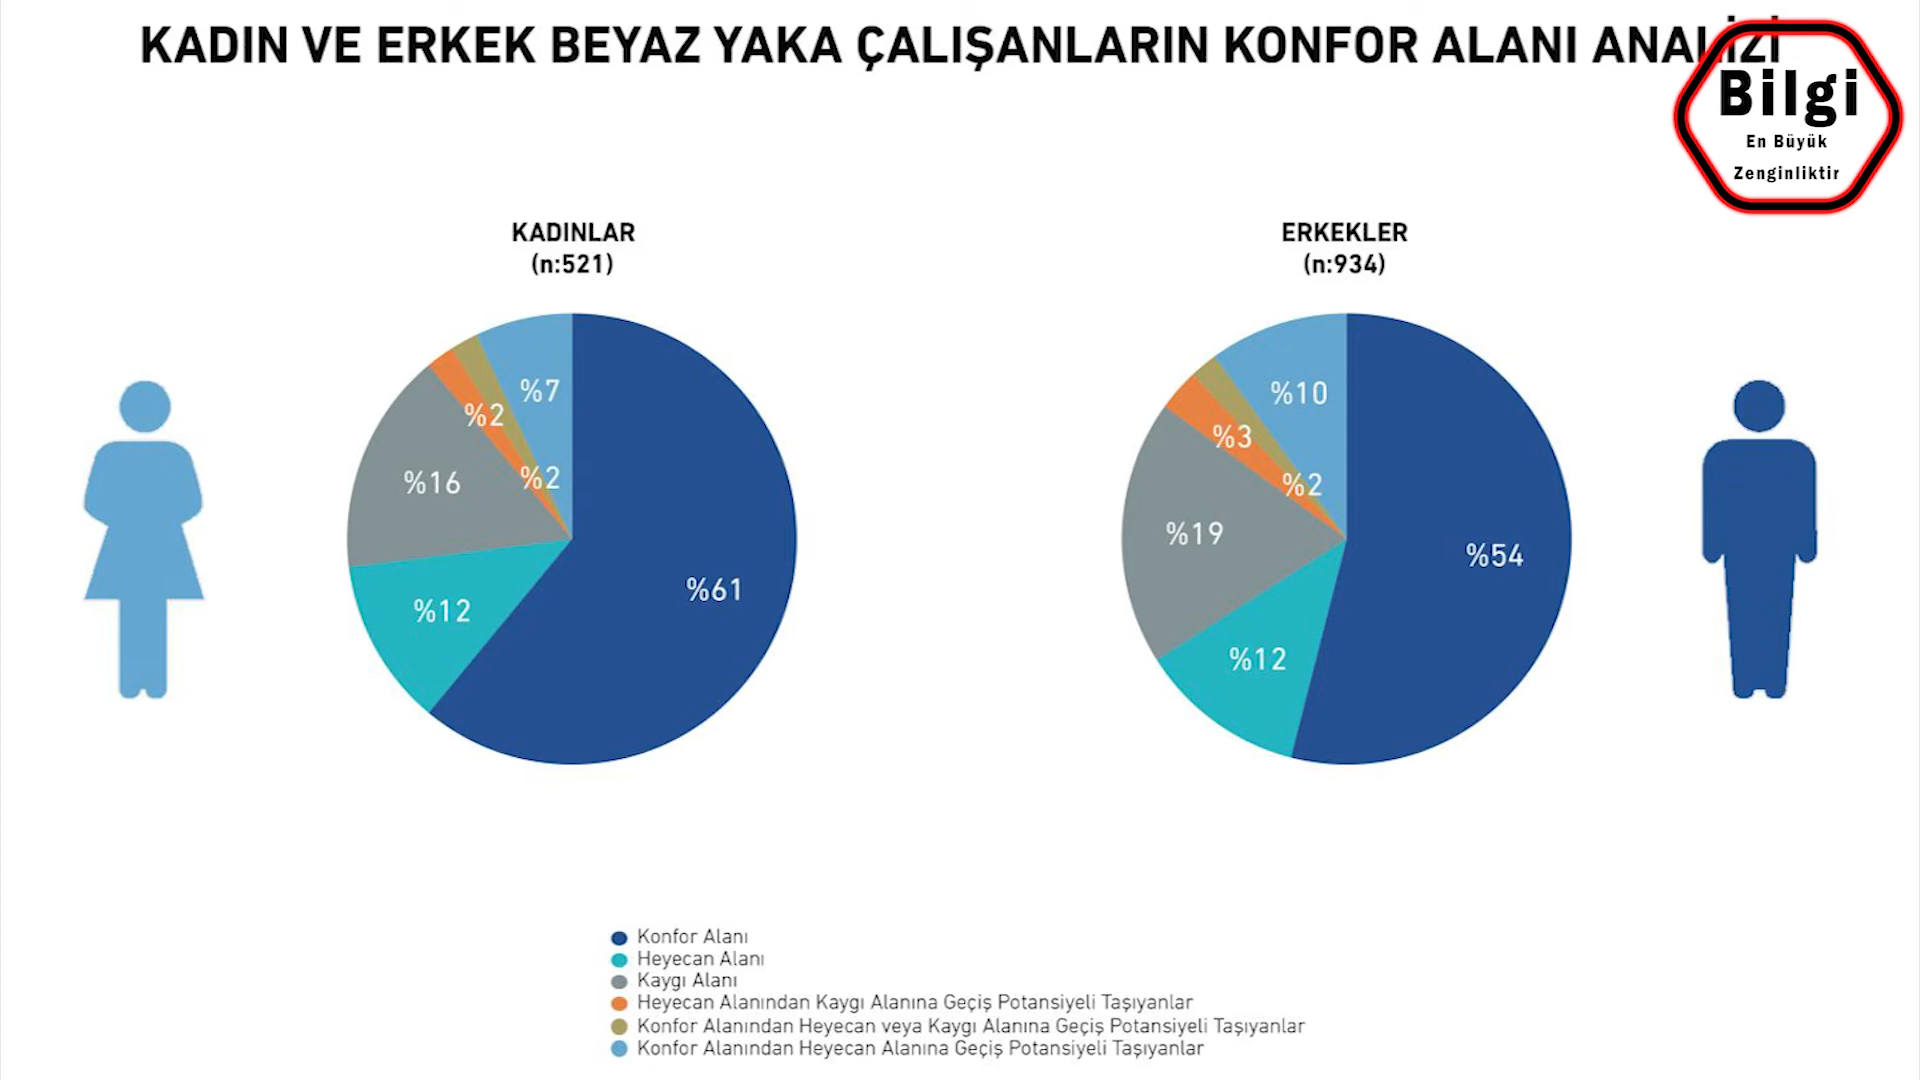 KADIN VE ERKEK BEYAZ YAKA ÇALIŞANLARIN KONFOR ALANI ANALİZİ
Bilgi
En Büyük
Zenginliktir
KADINLAR
(n:521)
%7
%2
%2
%16
%12
%61
ERKEKLER
(n:934)
%10
%3
%2
%19
%12
%54
Konfor Alanı
Heyecan Alanı
Kaygı Alanı
Heyecan Alanından Kaygı Alanına Geçiş Potansiyeli Taşıyanlar
Konfor Alanından Heyecan veya Kaygı Alanına Geçiş Potansiyeli Taşıyanlar
Konfor Alanından Heyecan Alanına Geçiş Potansiyeli Taşıyanlar